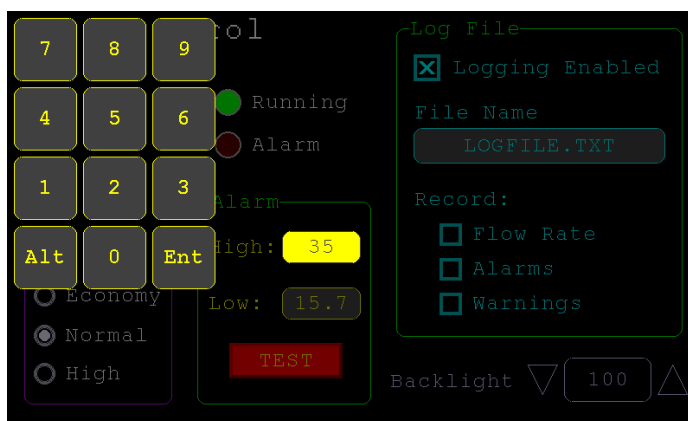 7 8 9
4 5 6
1 2 3
Alt 0 Ent
Running
Alarm
Alarm
High: 35
Low: 15.7
TEST
Economy
Normal
High
Log File
Logging Enabled
File Name
LOGFILE.TXT
Record:
Flow Rate
Alarms
Warnings
Backlight 100